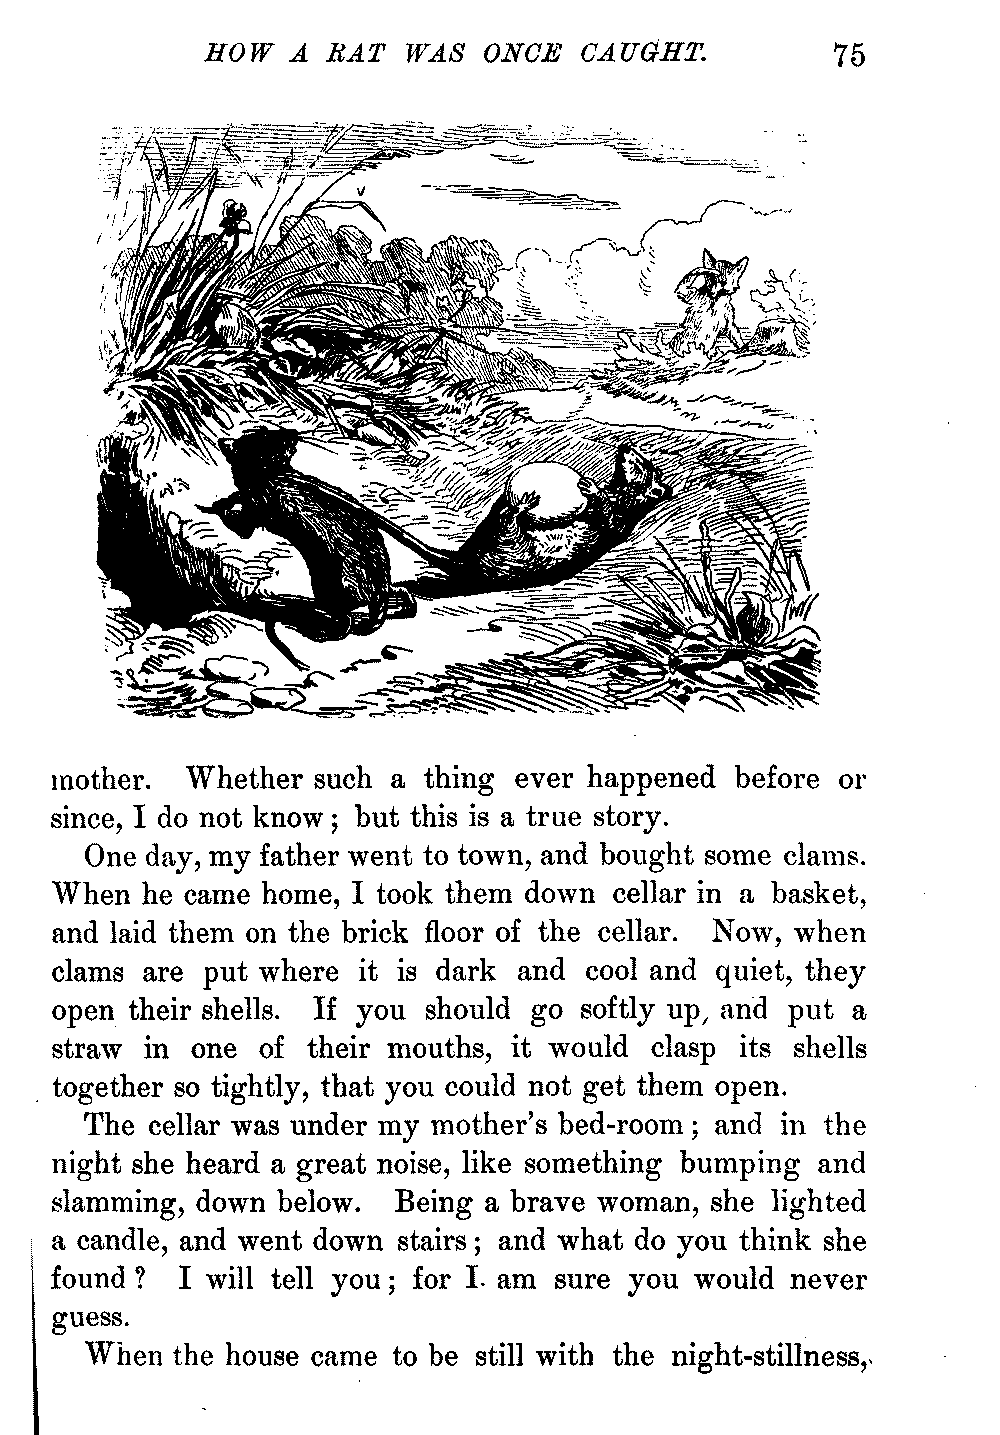 HOW A RAT WAS ONCE CAUGHT. 75
mother. Whether such a thing ever happened before or
since, I do not know; but this is a true story.
One day, my father went to town, and bought some clams.
When he came home, I took them down cellar in a basket,
and laid them on the brick floor of the cellar. Now, when
clams are put where it is dark and cool and quiet, they
open their shells. If you should go softly up, and put a
straw in one of their mouths, it would clasp its shells
together so tightly, that you could not get them open.
The cellar was under my mother's bed-room; and in the
night she heard a great noise, like something bumping and
slamming, down below. Being a brave woman, she lighted
a candle, and went down stairs; and what do you think she
found? I will tell you; for I am sure you would never
guess.
When the house came to be still with the night-stillness,